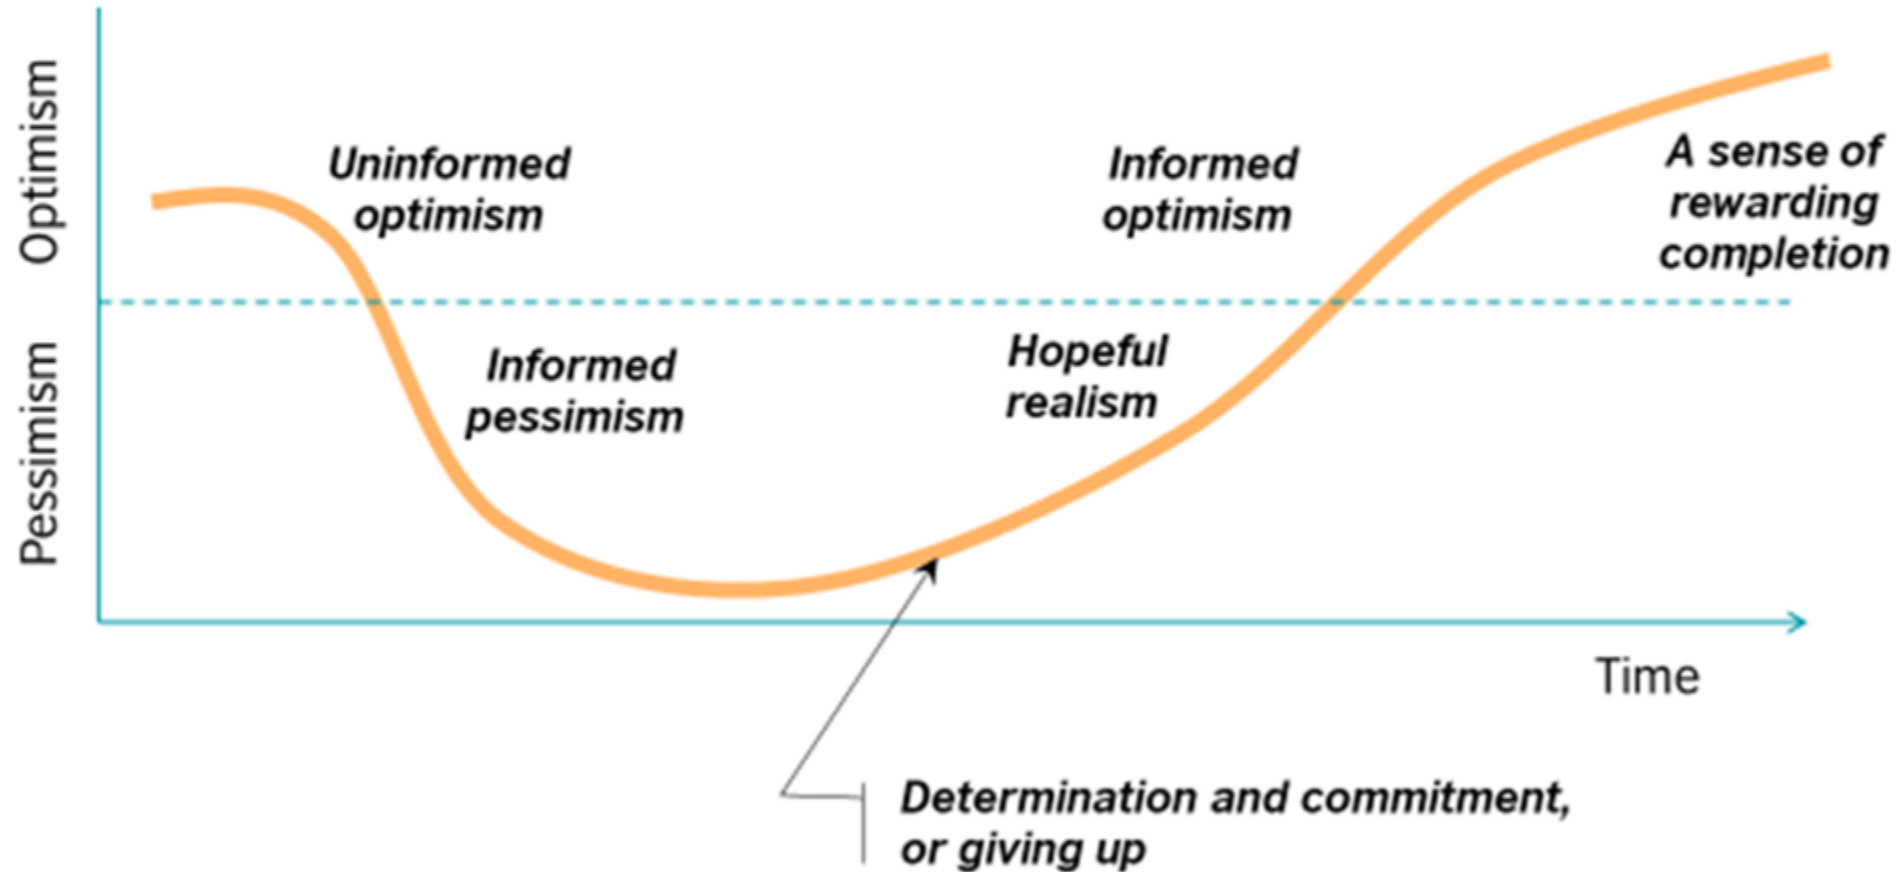 Optimism
Pessimism
Uninformed
optimism
Informed
pessimism
Hopeful
realism
Informed
optimism
A sense of
rewarding
completion
Time
Determination and commitment,
or giving up